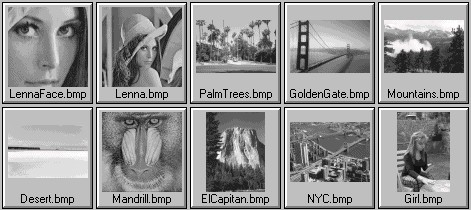 LennaFace.bmp
Lenna.bmp
PalmTrees.bmp
GoldenGate.bmp
Mountains.bmp
Desert.bmp
Mandrill.bmp
ElCapitan.bmp
NYC.bmp
Girl.bmp